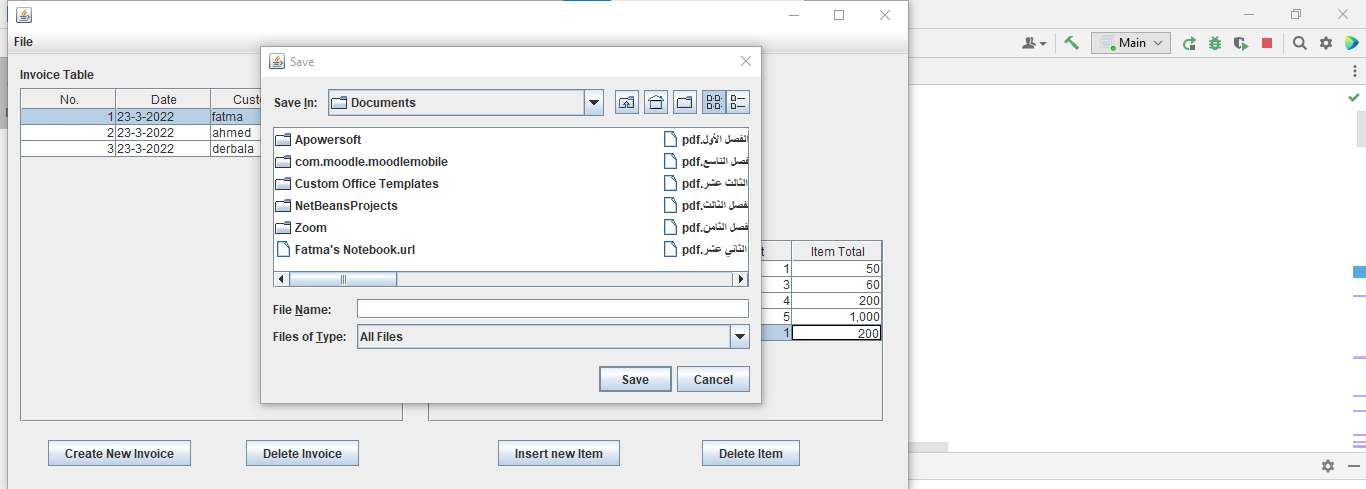 Main
File
Save
Invoice Table
Save In: Documents
No. Date Custo
1 23-3-2022 fatma
2 23-3-2022 ahmed
3 23-3-2022 derbala
Apowersoft
com.moodle.moodlemobile
Custom Office Templates
NetBeansProjects
Zoom
Fatma's Notebook.url
الفصل الأول.pdf
فصل التاسع.pdf
الثالث عشر.pdf
فصل الثالث.pdf
فصل الثامن.pdf
الثاني عشر.pdf
File Name:
Files of Type: All Files
Save Cancel
t Item Total
1 50
3 60
4 200
5 1,000
1 200
Create New Invoice Delete Invoice Insert new Item Delete Item